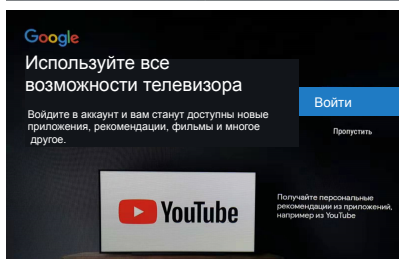 Google
Используйте все
возможности телевизора
Войдите в аккаунт и вам станут доступны новые
приложения, рекомендации, фильмы и многое
другое.
Войти
Пропустить
YouTube
Получайте персональные
рекомендации из приложений,
например из YouTube